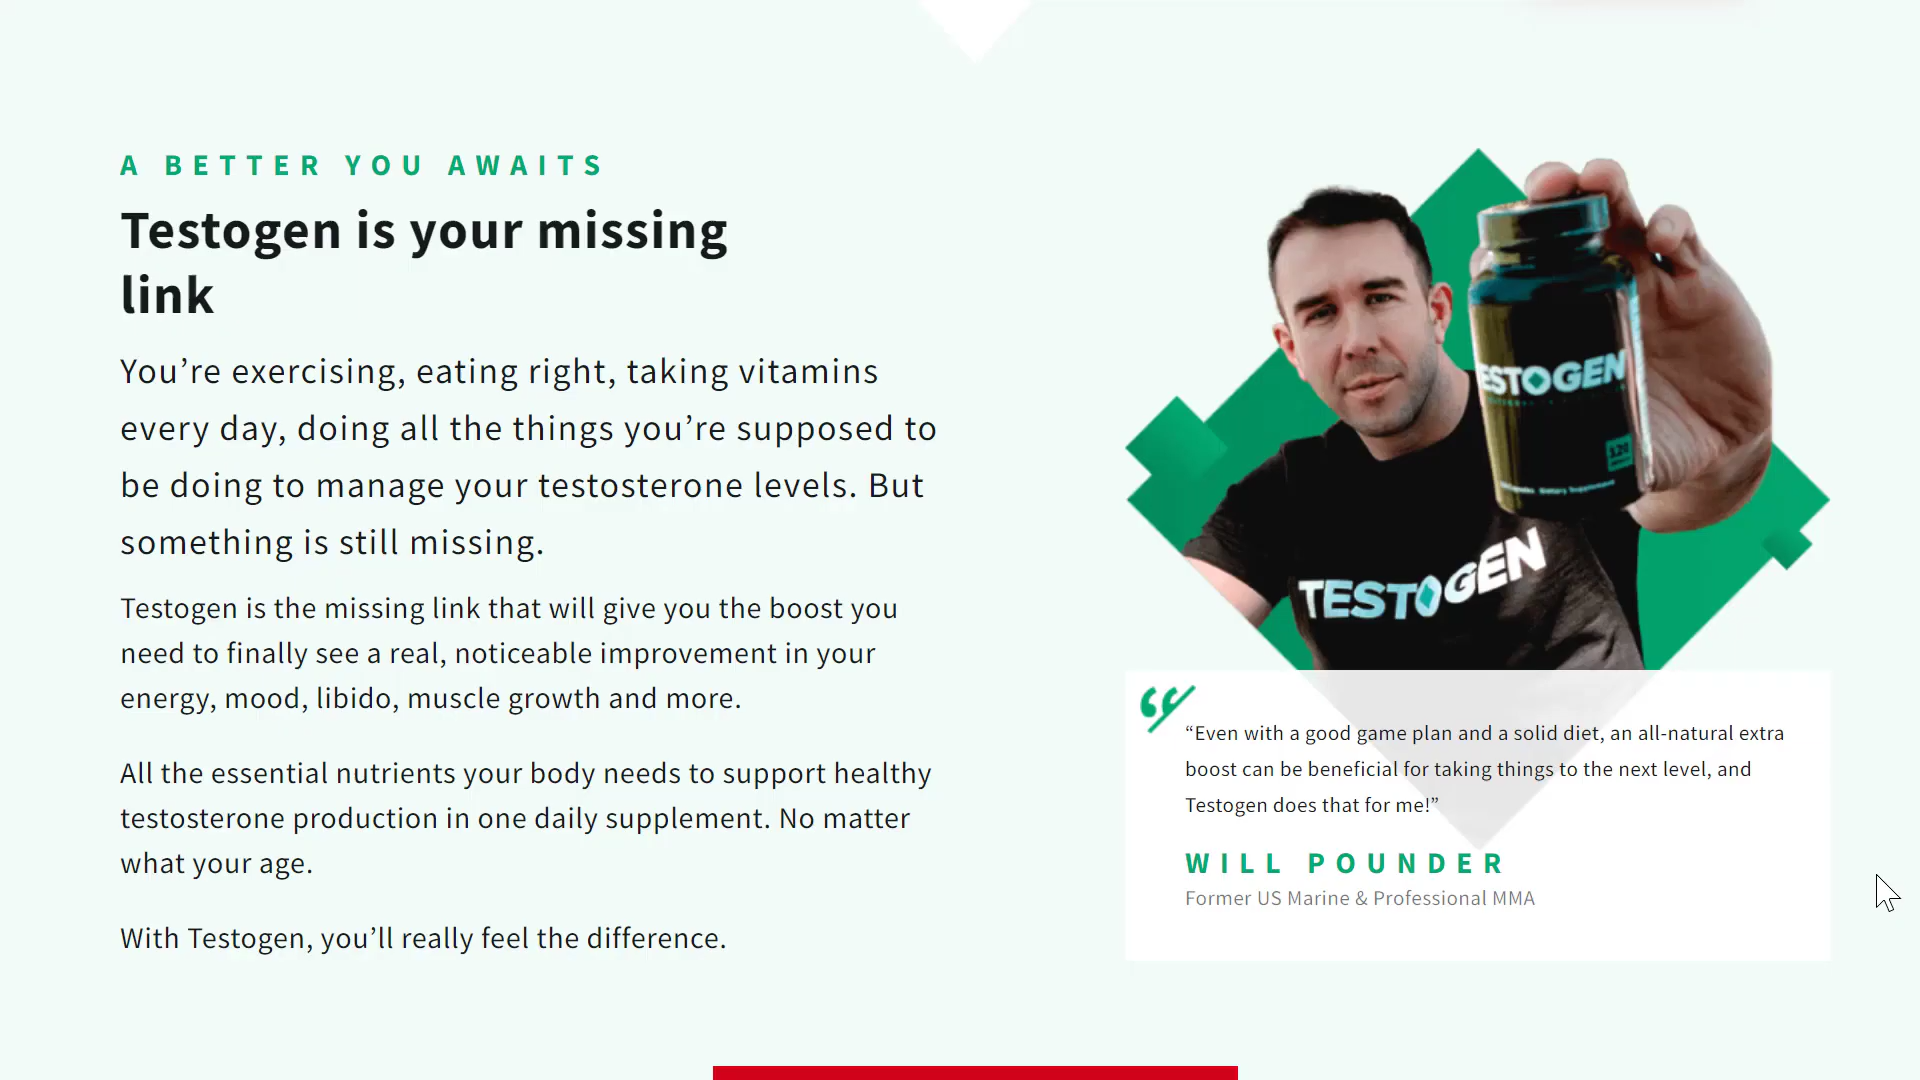 A BETTER YOU AWAITS
Testogen is your missing
link
You’re exercising, eating right, taking vitamins
every day, doing all the things you’re supposed to
be doing to manage your testosterone levels. But
something is still missing.
Testogen is the missing link that will give you the boost you
need to finally see a real, noticeable improvement in your
energy, mood, libido, muscle growth and more.
All the essential nutrients your body needs to support healthy
testosterone production in one daily supplement. No matter
what your age.
With Testogen, you’ll really feel the difference.
ESTOGEN
120
Dietary Supplement
TESTOGEN
“Even with a good game plan and a solid diet, an all-natural extra
boost can be beneficial for taking things to the next level, and
Testogen does that for me!”
WILL POUNDER
Former US Marine & Professional MMA